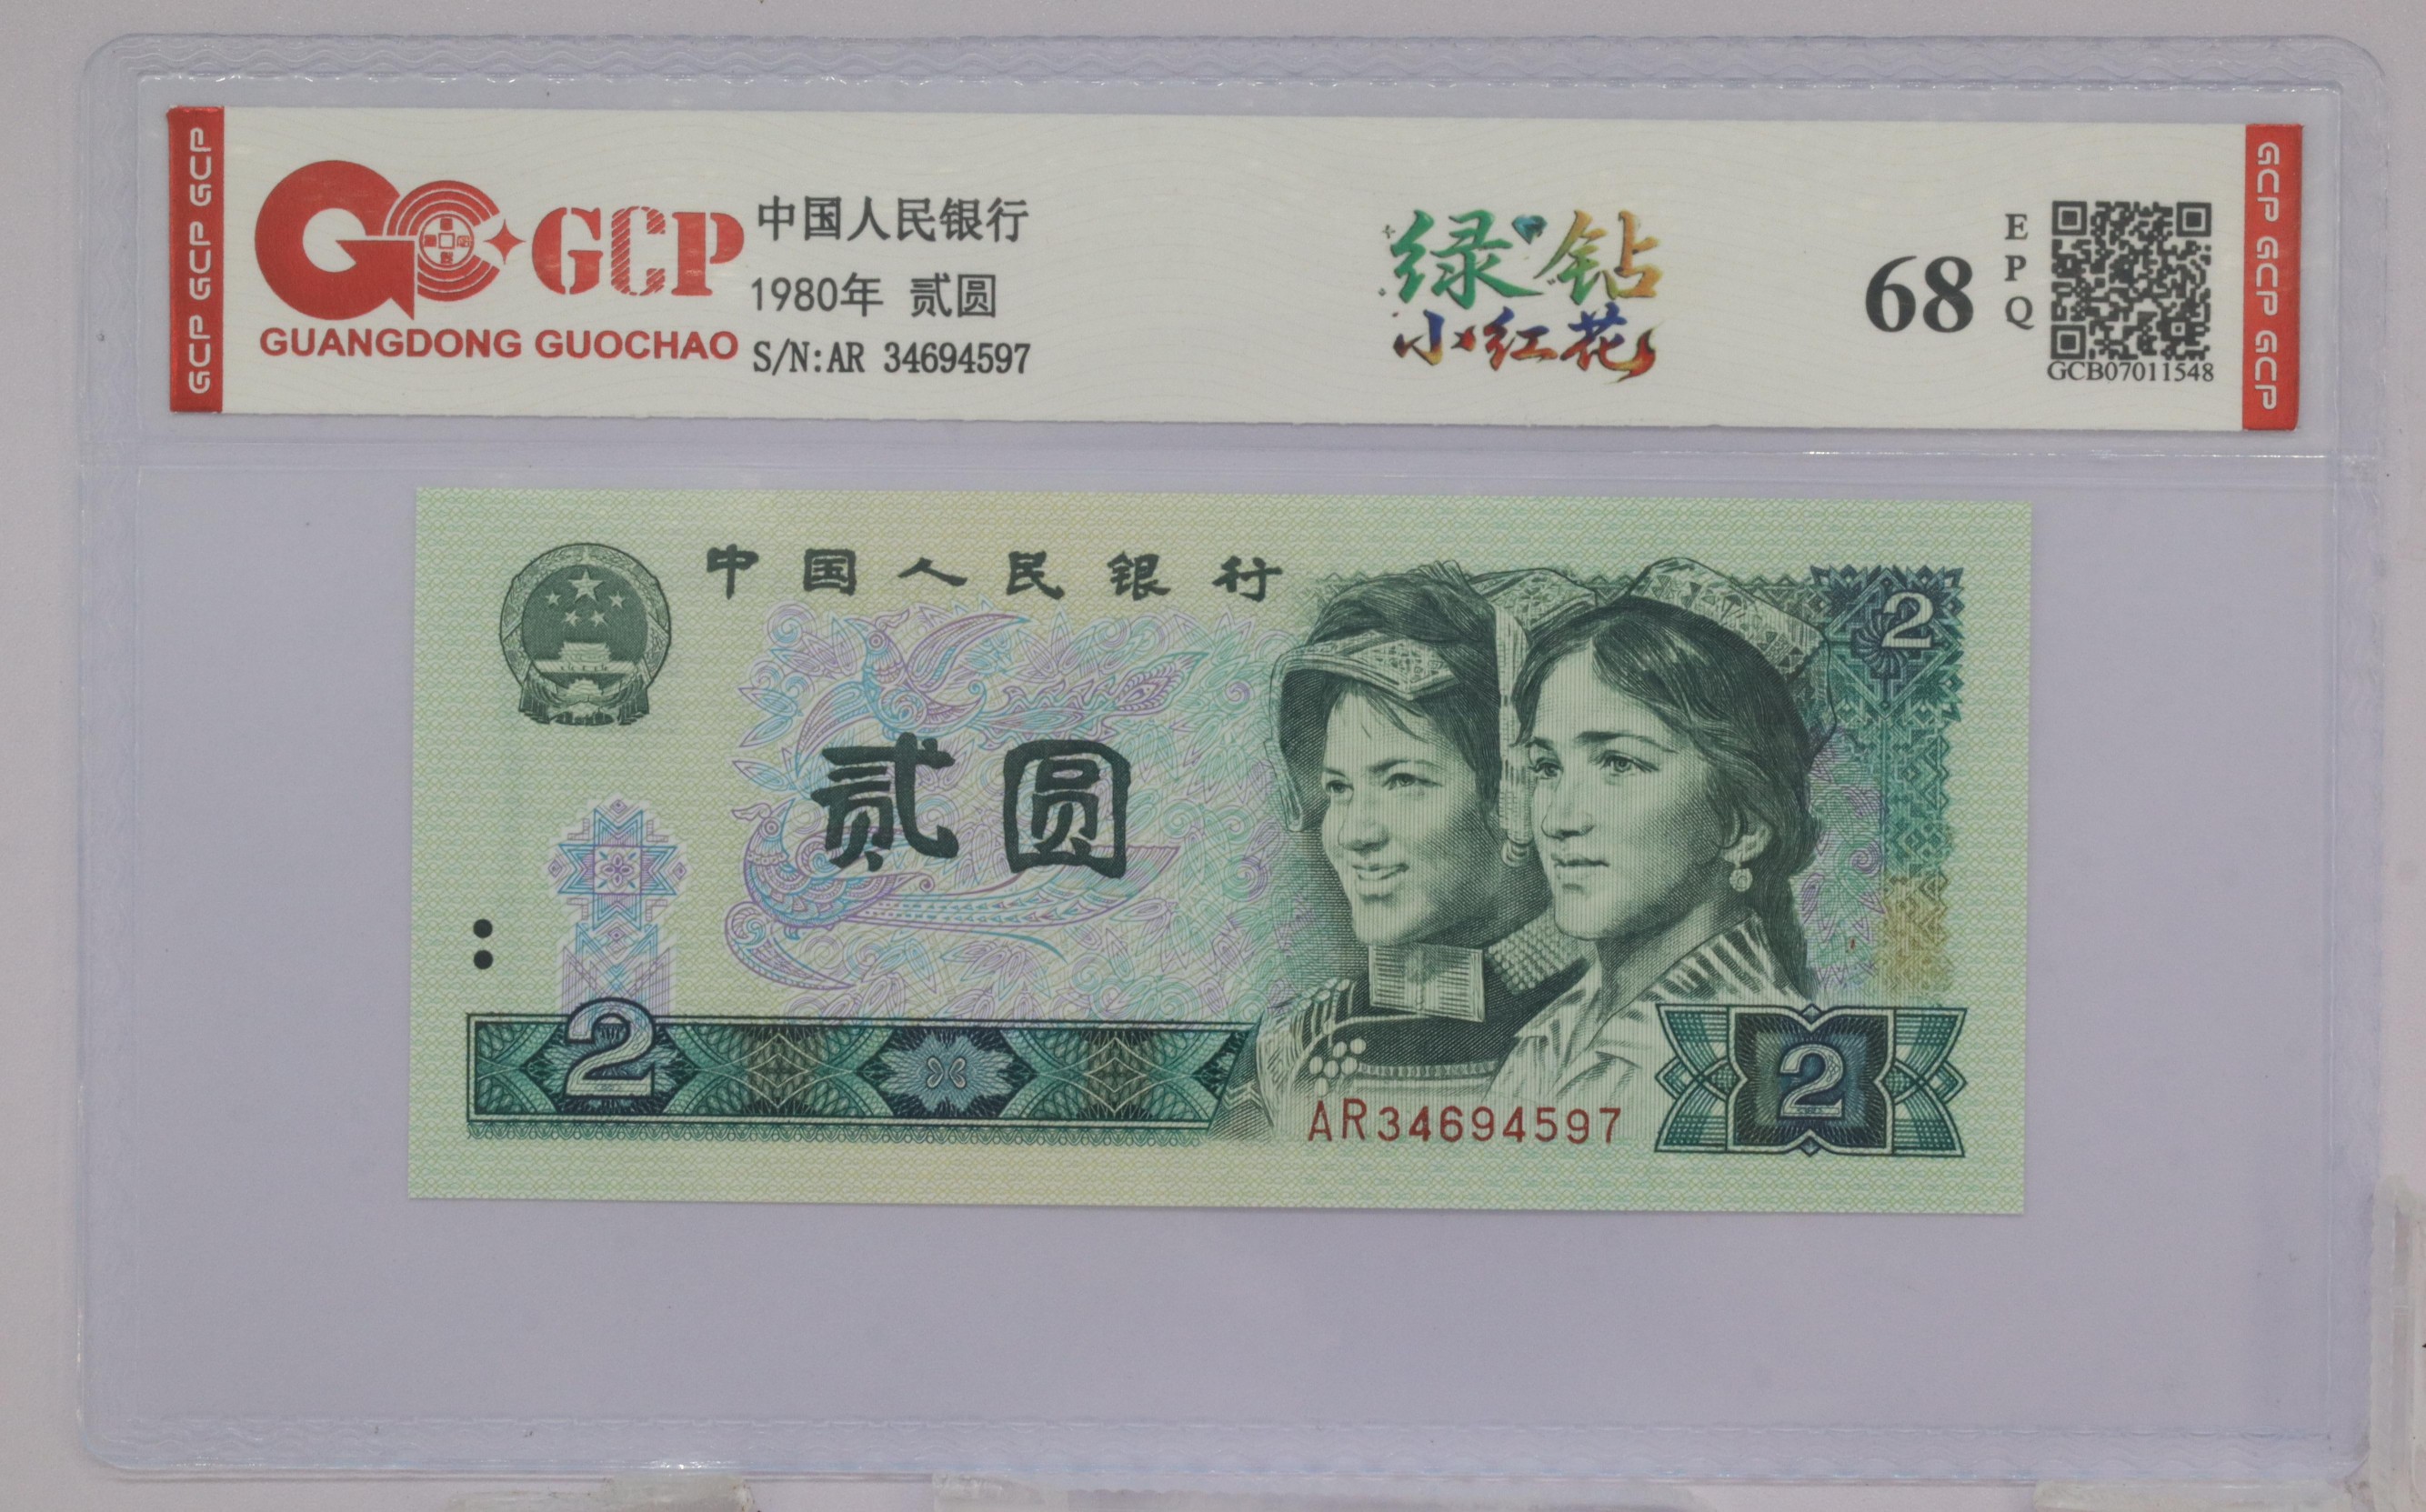 GCP GCP GCP
GCP
GUANGDONG GUOCHAO
中国人民银行
1980年 贰圆
S/N:AR 34694597
绿钻
小红花
68
EPQ
GCB07011548
GCP GCP GCP
中国人民银行
2
贰圆
2
AR34694597
2